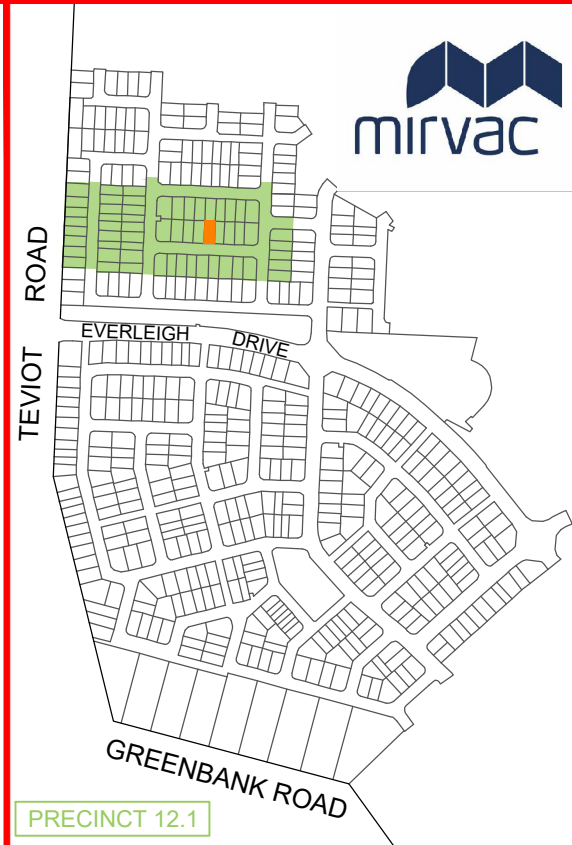 mirvac
TEVIOT ROAD
EVERLEIGH DRIVE
GREENBANK ROAD
PRECINCT 12.1